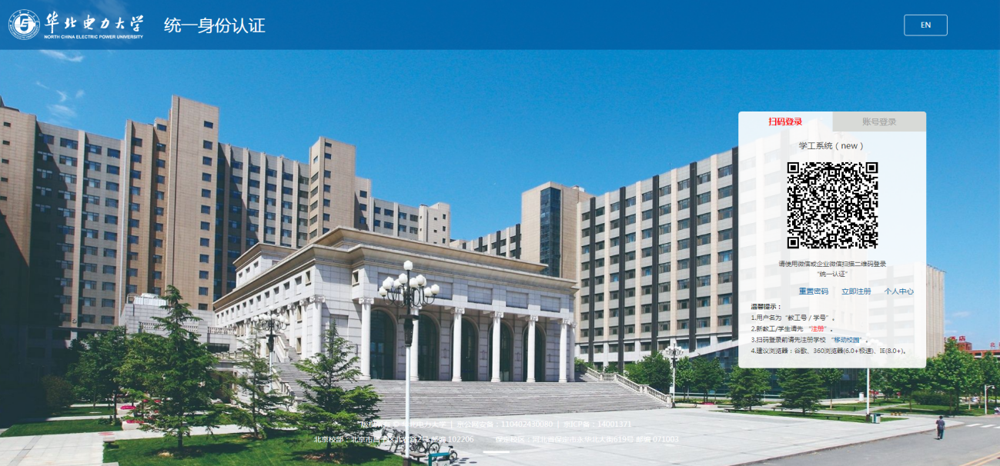 华北电力大学 统一身份认证 EN
NORTH CHINA ELECTRIC POWER UNIVERSITY
扫码登录 账号登录
学工系统（new）
请使用微信或企业微信扫描二维码登录
“统一认证”
重置密码 立即注册 个人中心
温馨提示：
1.用户名为“教工号 / 学号”。
2.新教工/学生请先 “注册”。
3.扫码登录前请先注册学校 “移动校园”。
4.建议浏览器：谷歌、360浏览器(6.0+极速)、IE(8.0+)。
版权所有 © 华北电力大学 | 京公网安备：110402430080 | 京ICP备：14001371
北京校部：北京市昌平区北农路2号 邮编 102206 保定校区：河北省保定市永华北大街619号 邮编 071003